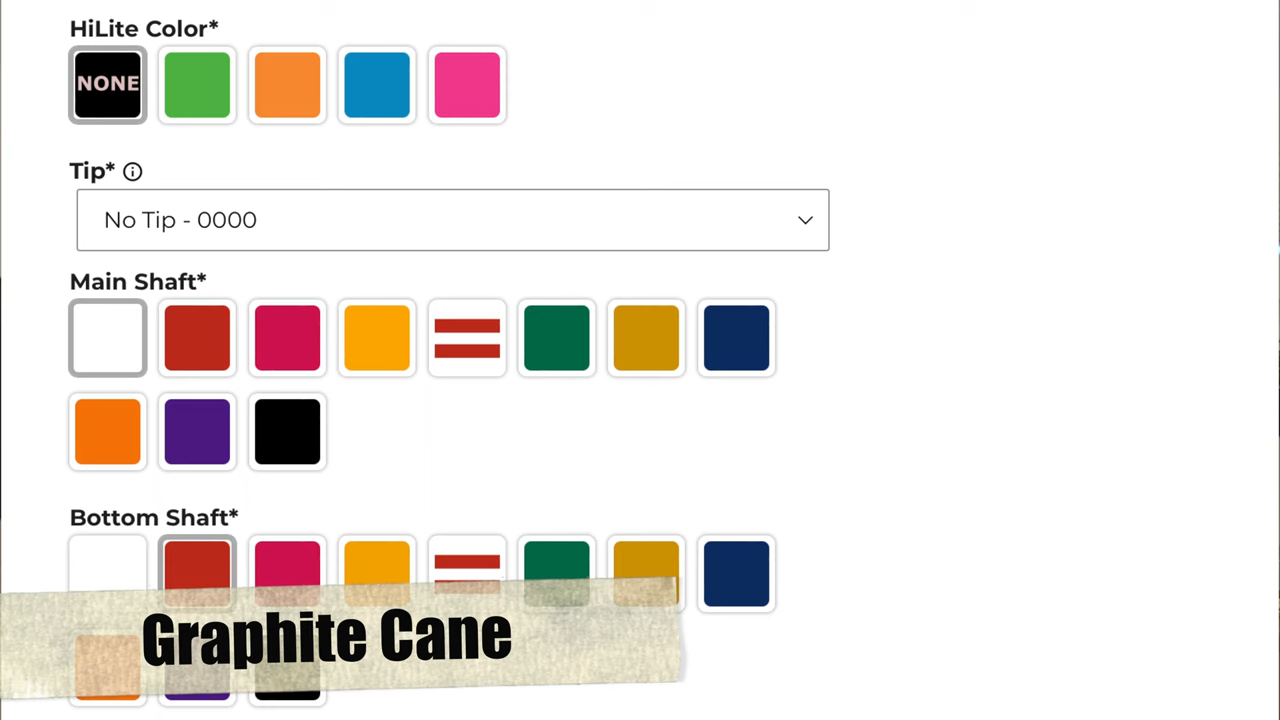 HiLite Color*
NONE
Tip*
No Tip - 0000
Main Shaft*
Bottom Shaft*
Graphite Cane